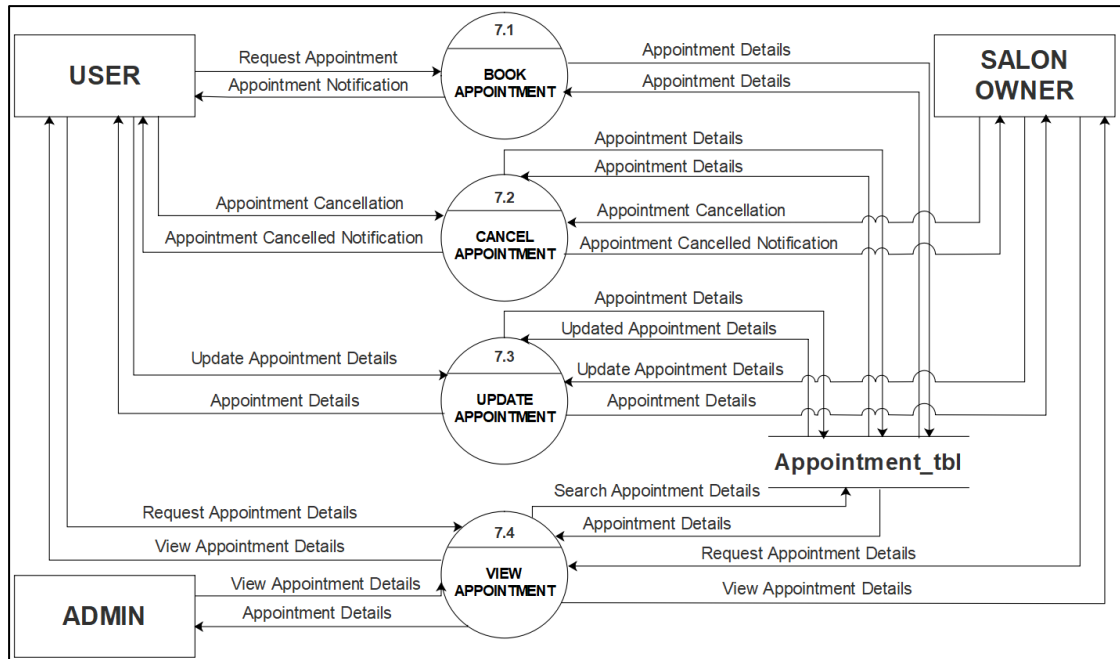 7.1
Appointment Details
SALON
OWNER
USER
Request Appointment
BOOK
APPOINTMENT
Appointment Notification
Appointment Details
Appointment Details
Appointment Details
7.2
Appointment Cancellation
Appointment Cancellation
CANCEL
APPOINTMENT
Appointment Cancelled Notification
Appointment Cancelled Notification
Appointment Details
Updated Appointment Details
7.3
Update Appointment Details
Update Appointment Details
UPDATE
APPOINTMENT
Appointment Details
Appointment Details
Appointment_tbl
Search Appointment Details
Request Appointment Details
7.4
Appointment Details
View Appointment Details
Request Appointment Details
VIEW
APPOINTMENT
View Appointment Details
View Appointment Details
ADMIN
Appointment Details